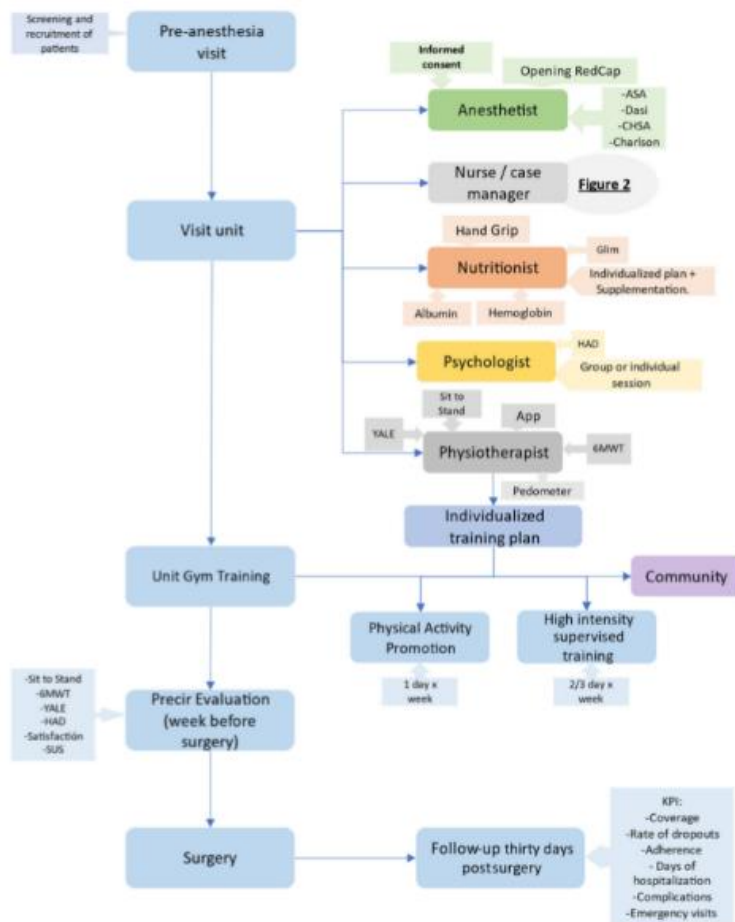 Screening and
recruitment of
patients
Pre-anesthesia
visit
Informed
consent
Opening RedCap
Anesthetist
-ASA
-Dasi
-CHSA
-Charlson
Nurse / case
manager
Figure 2
Visit unit
Hand Grip
Glim
Nutritionist
Individualized plan +
Supplementation.
Albumin
Hemoglobin
HAD
Psychologist
Group or individual
session
Sit to
Stand
App
YALE
Physiotherapist
6MWT
Pedometer
Individualized
training plan
Unit Gym Training
Community
Physical Activity
Promotion
High intensity
supervised
training
1 day x
week
2/3 day x
week
-Sit to Stand
-6MWT
-YALE
-HAD
-Satisfaction
-SUS
Precir Evaluation
(week before
surgery)
Surgery
Follow-up thirty days
postsurgery
KPI:
-Coverage
-Rate of dropouts
-Adherence
- Days of
hospitalization
-Complications
-Emergency visits